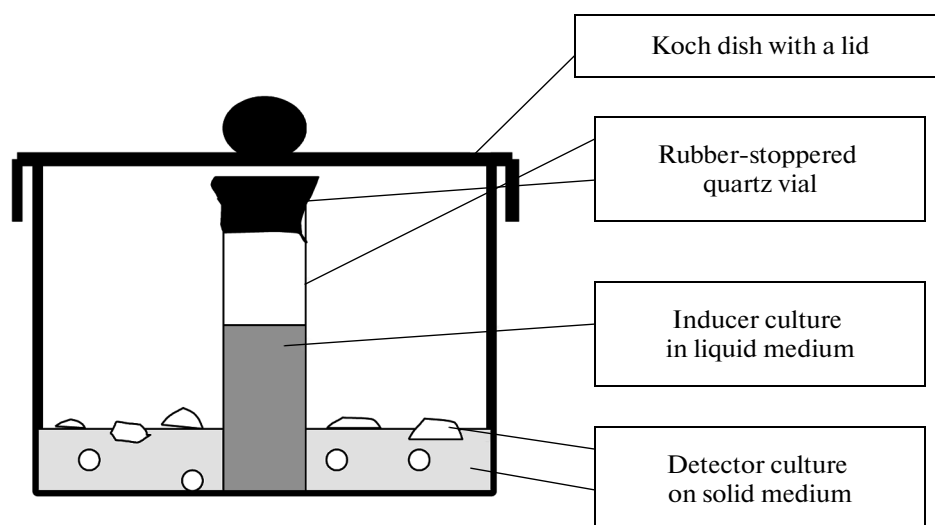 Koch dish with a lid
Rubber-stoppered
quartz vial
Inducer culture
in liquid medium
Detector culture
on solid medium